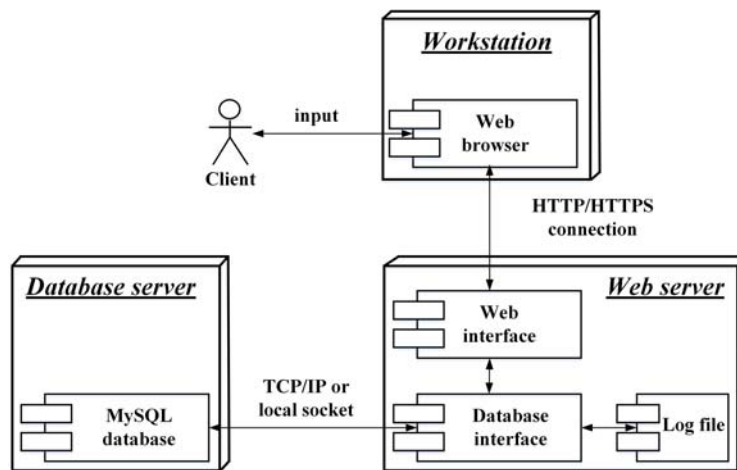 Workstation
input
Web
browser
Client
HTTP/HTTPS
connection
Database server
Web server
Web
interface
TCP/IP or
local socket
MySQL
database
Database
interface
Log file